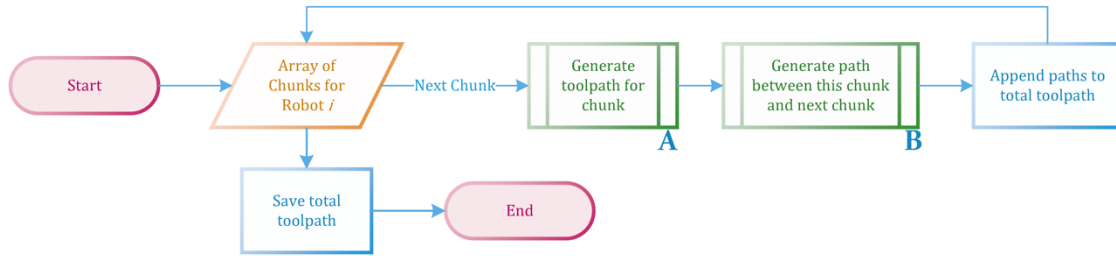 Start
Array of
Chunks for
Robot i
Next Chunk
Generate
toolpath for
chunk
A
Generate path
between this chunk
and next chunk
B
Append paths to
total toolpath
Save total
toolpath
End